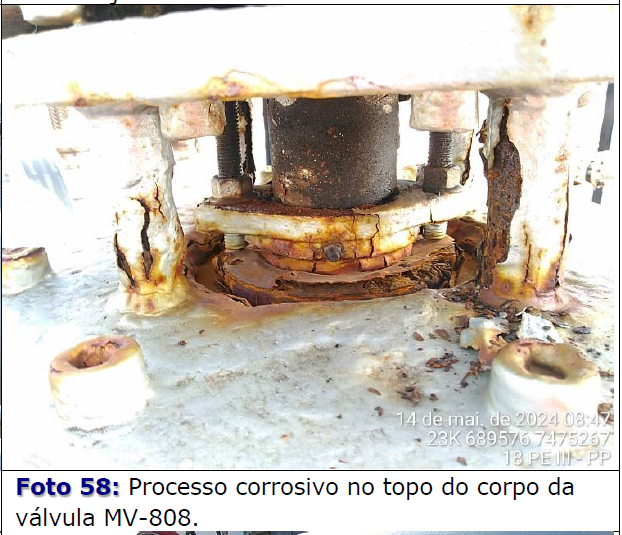 14 de mai. de 2024 08:47
23K 689576 7475267
18 PE III - PP
Foto 58: Processo corrosivo no topo do corpo da
válvula MV-808.